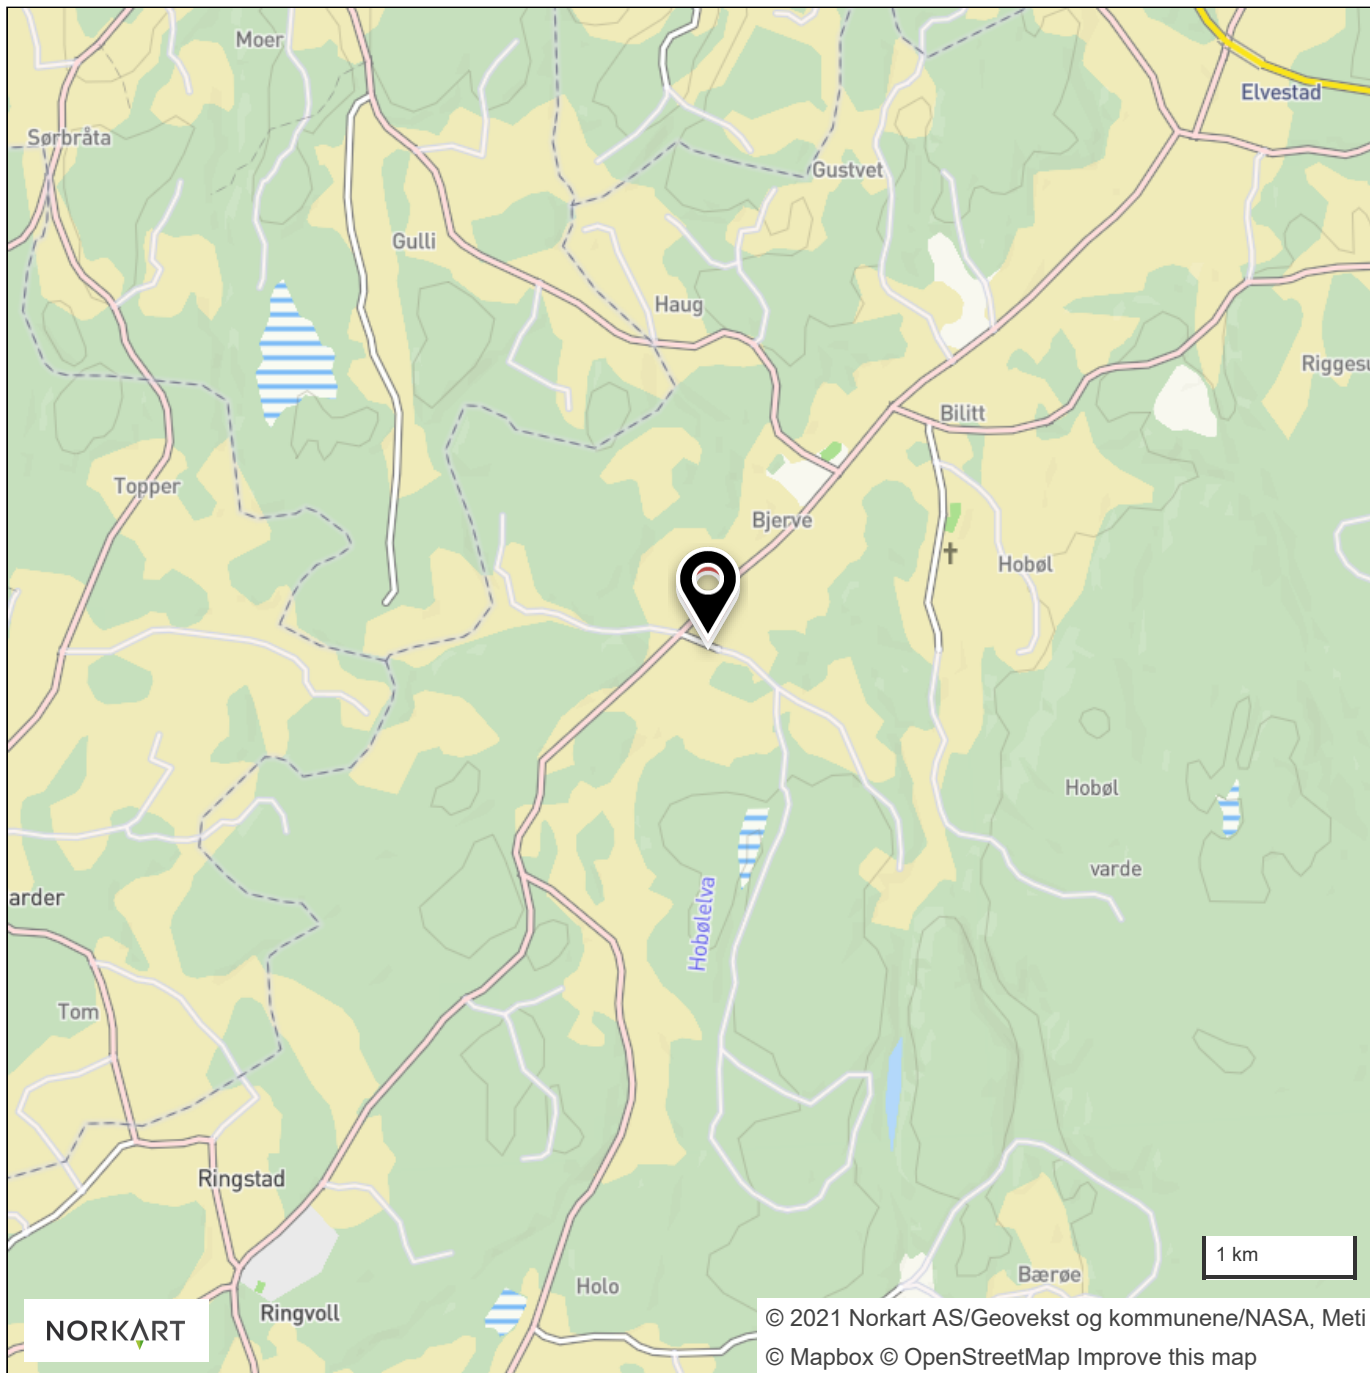 Moer
Elvestad
Sørbråta
Gustvet
Gulli
Haug
Bilitt
Topper
Bjerve
Hobøl
Hobøl
varde
arder
Hobølelva
Tom
Ringstad
1 km
Bærøe
Holo
Ringvoll
NORKART
© 2021 Norkart AS/Geovekst og kommunene/NASA, Meti
© Mapbox © OpenStreetMap Improve this map